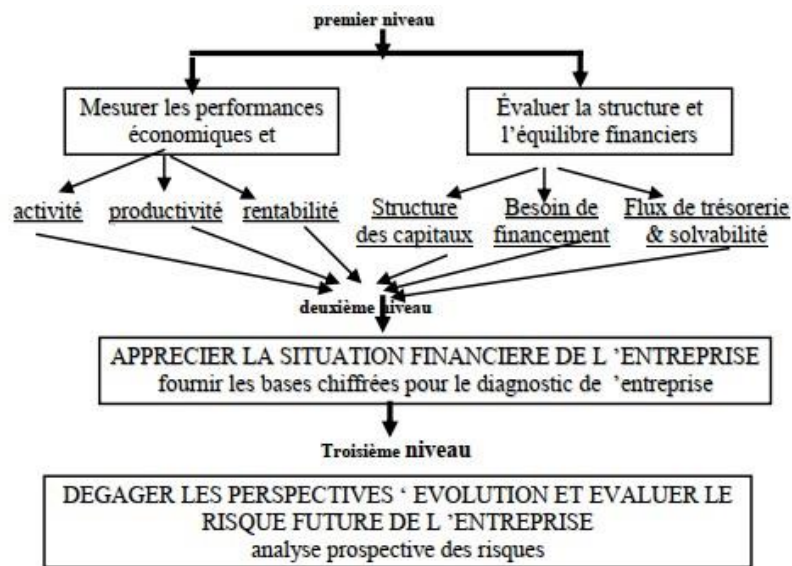 premier niveau
Mesurer les performances
économiques et
Évaluer la structure et
l'équilibre financiers
activité
productivité
rentabilité
Structure
des capitaux
Besoin de
financement
Flux de trésorerie
& solvabilité
deuxième niveau
APPRECIER LA SITUATION FINANCIERE DE L 'ENTREPRISE
fournir les bases chiffrées pour le diagnostic de 'entreprise
Troisième niveau
DEGAGER LES PERSPECTIVES ' EVOLUTION ET EVALUER LE
RISQUE FUTURE DE L 'ENTREPRISE
analyse prospective des risques